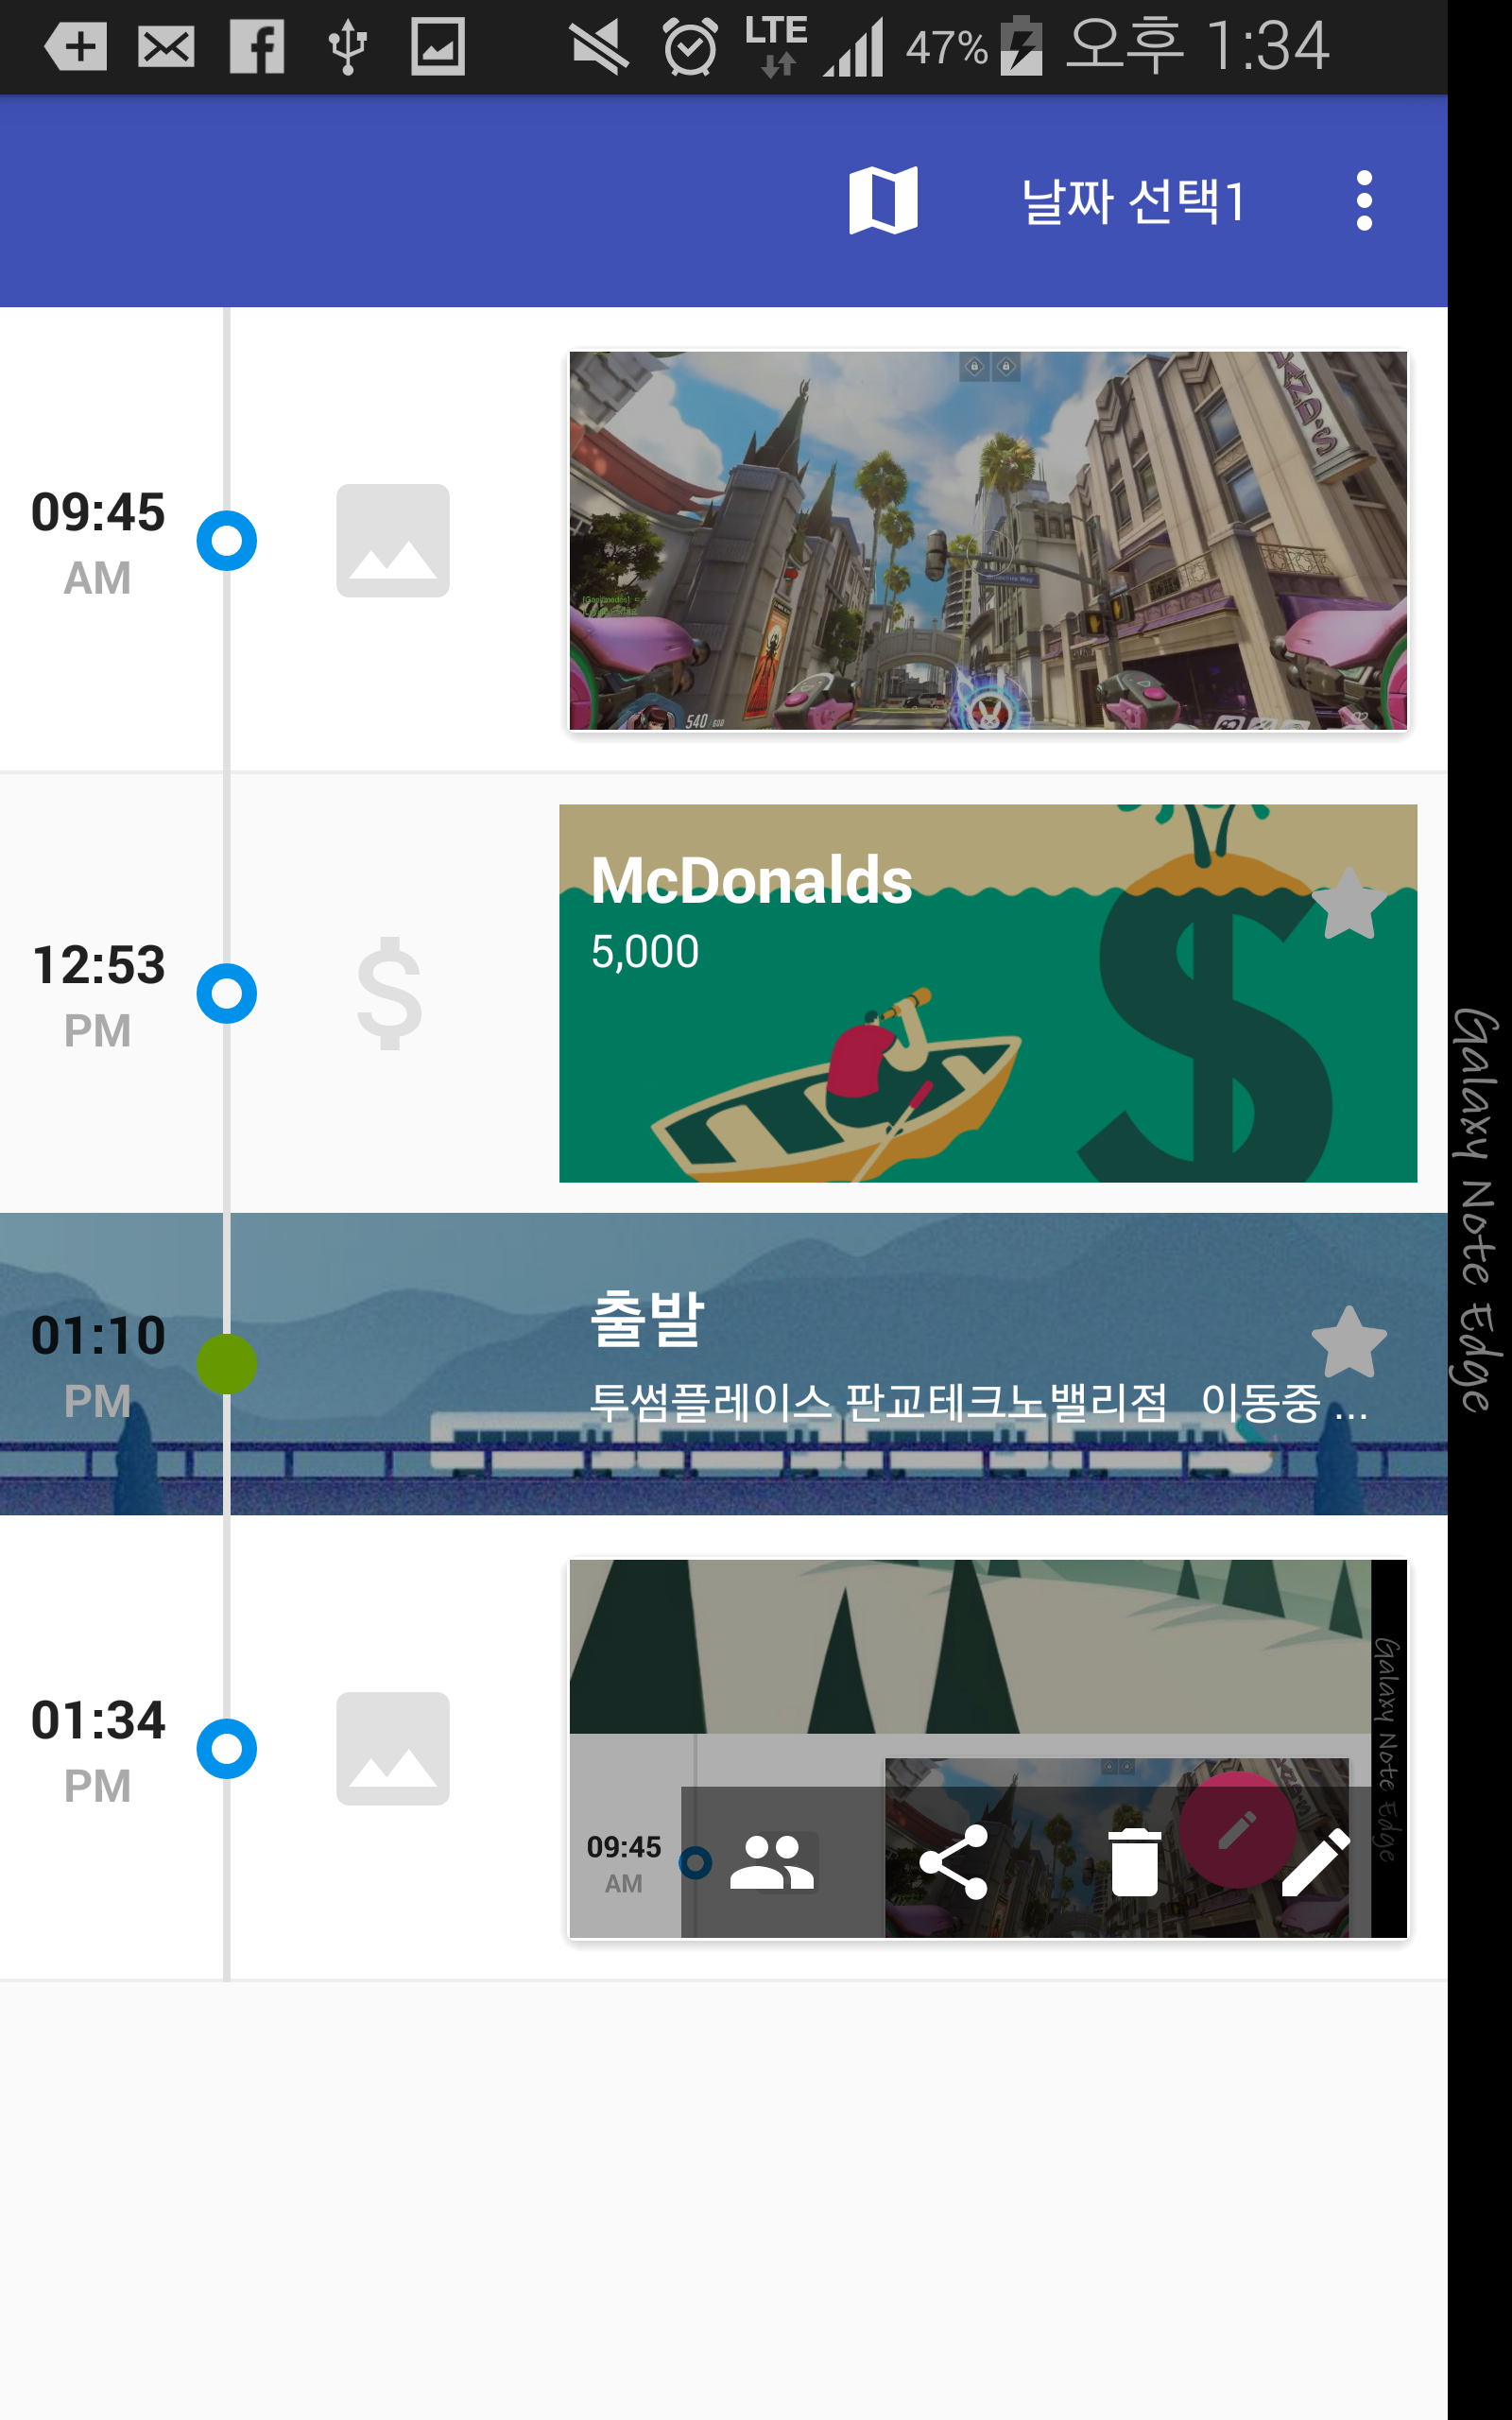 LTE 47% 오후 1:34
날짜 선택1
09:45
AM
AND'S
540
12:53
PM
McDonalds
5,000
01:10
PM
출발
투썸플레이스 판교테크노밸리점 이동중 ...
01:34
PM
09:45
AM
Galaxy Note Edge
Galaxy Note Edge